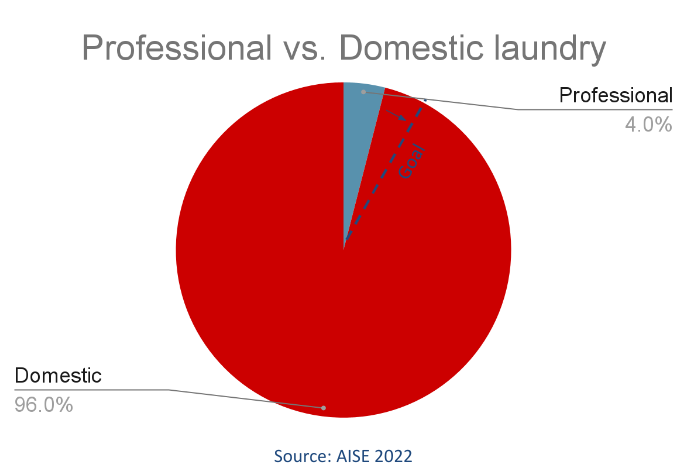 Professional vs. Domestic laundry
Professional
4.0%
Goal
Domestic
96.0%
Source: AISE 2022